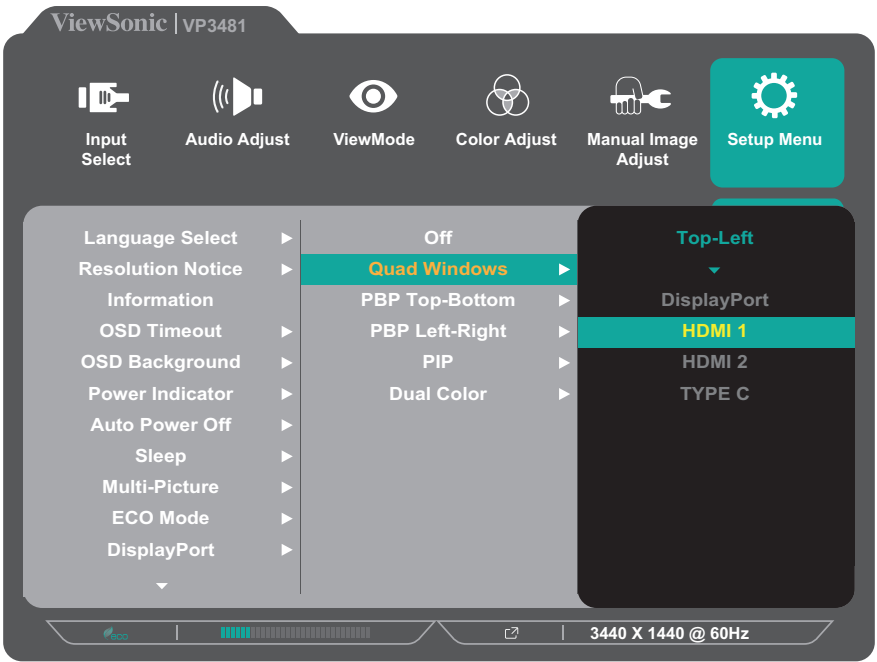 ViewSonic | VP3481
Input
Select
Audio Adjust
ViewMode
Color Adjust
Manual Image
Adjust
Setup Menu
Language Select
Resolution Notice
Information
OSD Timeout
OSD Background
Power Indicator
Auto Power Off
Sleep
Multi-Picture
ECO Mode
DisplayPort
Off
Quad Windows
PBP Top-Bottom
PBP Left-Right
PIP
Dual Color
Top-Left
DisplayPort
HDMI 1
HDMI 2
TYPE C
eco
3440 X 1440 @ 60Hz